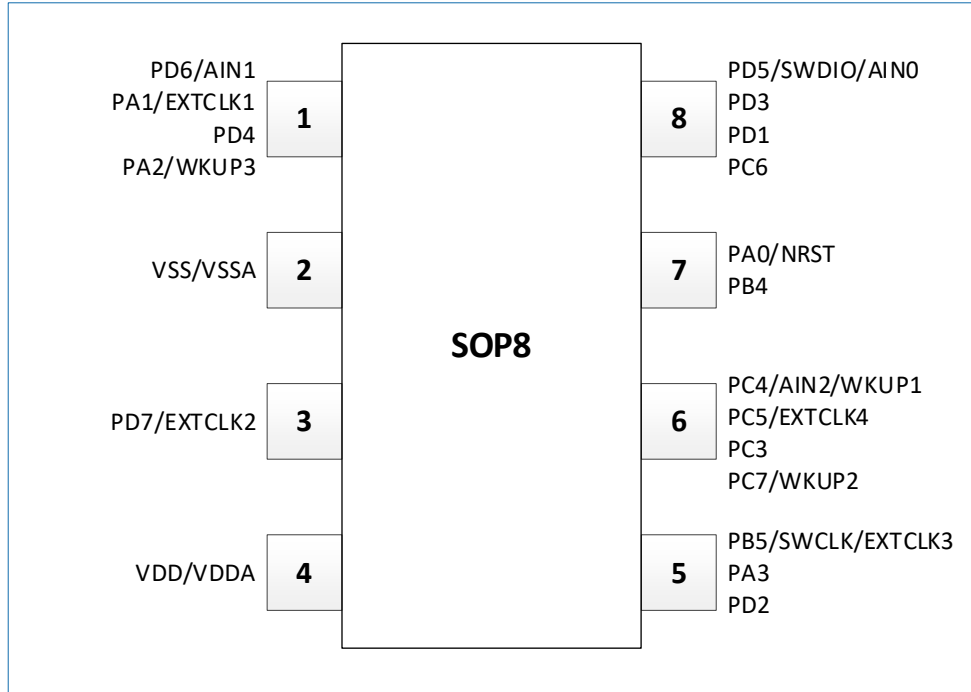 PD6/AIN1
PA1/EXTCLK1
PD4
PA2/WKUP3
1
VSS/VSSA
2
PD7/EXTCLK2
3
VDD/VDDA
4
SOP8
8
PD5/SWDIO/AIN0
PD3
PD1
PC6
7
PA0/NRST
PB4
6
PC4/AIN2/WKUP1
PC5/EXTCLK4
PC3
PC7/WKUP2
5
PB5/SWCLK/EXTCLK3
PA3
PD2